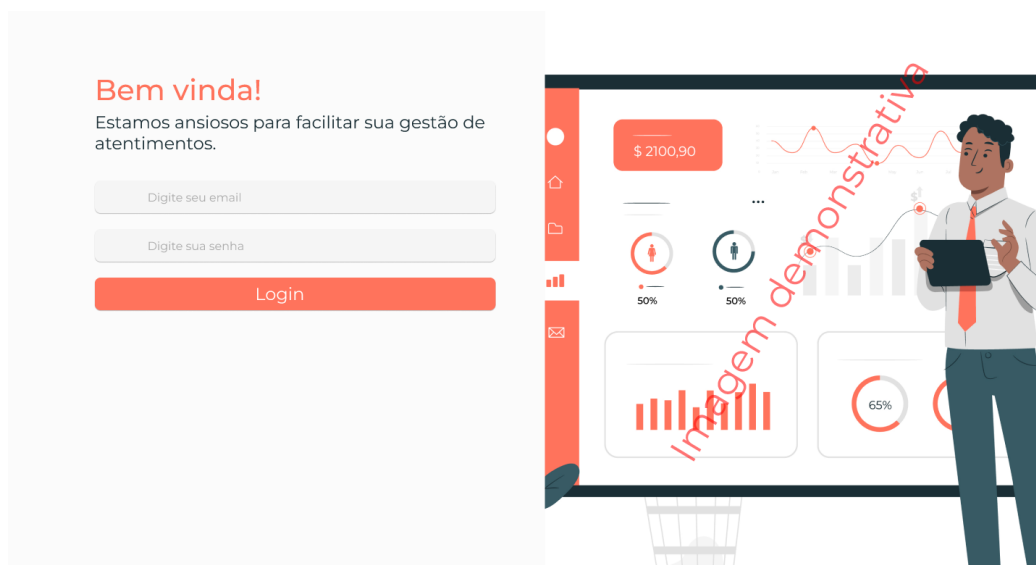 Bem vinda!
Estamos ansiosos para facilitar sua gestão de
atentimentos.
Digite seu email
Digite sua senha
Login
$ 2100,90
50%
50%
65%
$
Imagem demonstrativa